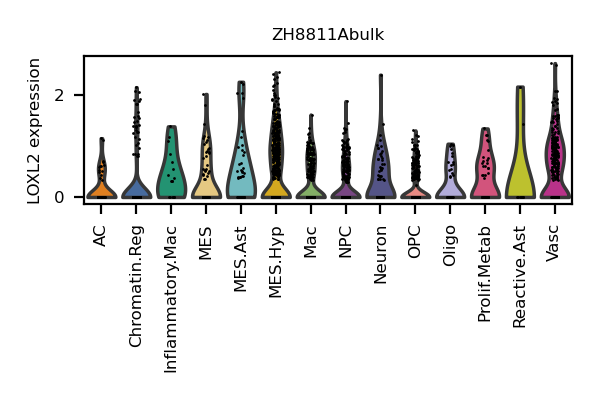 ZH8811Abulk
LOXL2 expression
2
0
AC
Chromatin.Reg
Inflammatory.Mac
MES
MES.Ast
MES.Hyp
Mac
NPC
Neuron
OPC
Oligo
Prolif.Metab
Reactive.Ast
Vasc